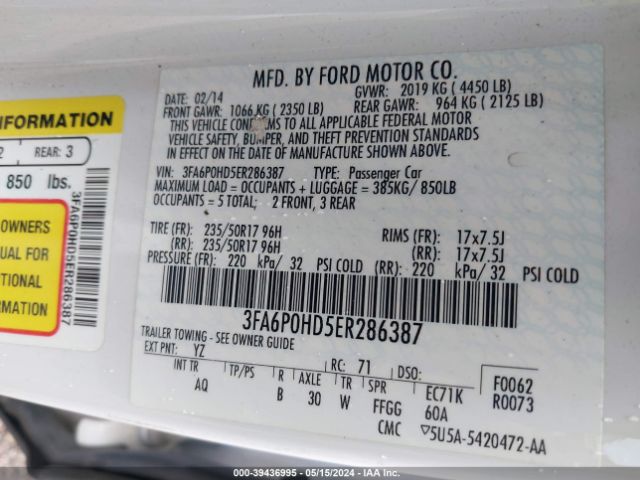 MFD. BY FORD MOTOR CO.
DATE: 02/14 GVWR: 2019 KG ( 4450 LB)
FRONT GAWR: 1066 KG ( 2350 LB) REAR GAWR: 964 KG ( 2125 LB)
THIS VEHICLE CONFORMS TO ALL APPLICABLE FEDERAL MOTOR
VEHICLE SAFETY, BUMPER, AND THEFT PREVENTION STANDARDS
IN EFFECT ON THE DATE OF MANUFACTURE SHOWN ABOVE.
VIN: 3FA6P0HD5ER286387 TYPE: Passenger Car
MAXIMUM LOAD = OCCUPANTS + LUGGAGE = 385KG/ 850LB
OCCUPANTS = 5 TOTAL: 2 FRONT, 3 REAR
TIRE (FR): 235/50R17 96H RIMS (FR): 17x7.5J
(RR): 235/50R17 96H (RR): 17x7.5J
PRESSURE (FR): 220 kPa/ 32 PSI COLD (RR): 220 kPa/ 32 PSI COLD
3FA6P0HD5ER286387
TRAILER TOWING - SEE OWNER GUIDE
EXT PNT: YZ RC: 71 DSO: F0062
INT TR TP/PS R AXLE TR SPR EC71K R0073
AQ B 30 W FFGG 60A
CMC ▽5U5A-5420472-AA
INFORMATION
2 REAR: 3
850 lbs.
OWNERS
UAL FOR
TIONAL
MATION
3FA6P0HD5ER286387
000-39436995 - 05/15/2024 - IAAI.COM